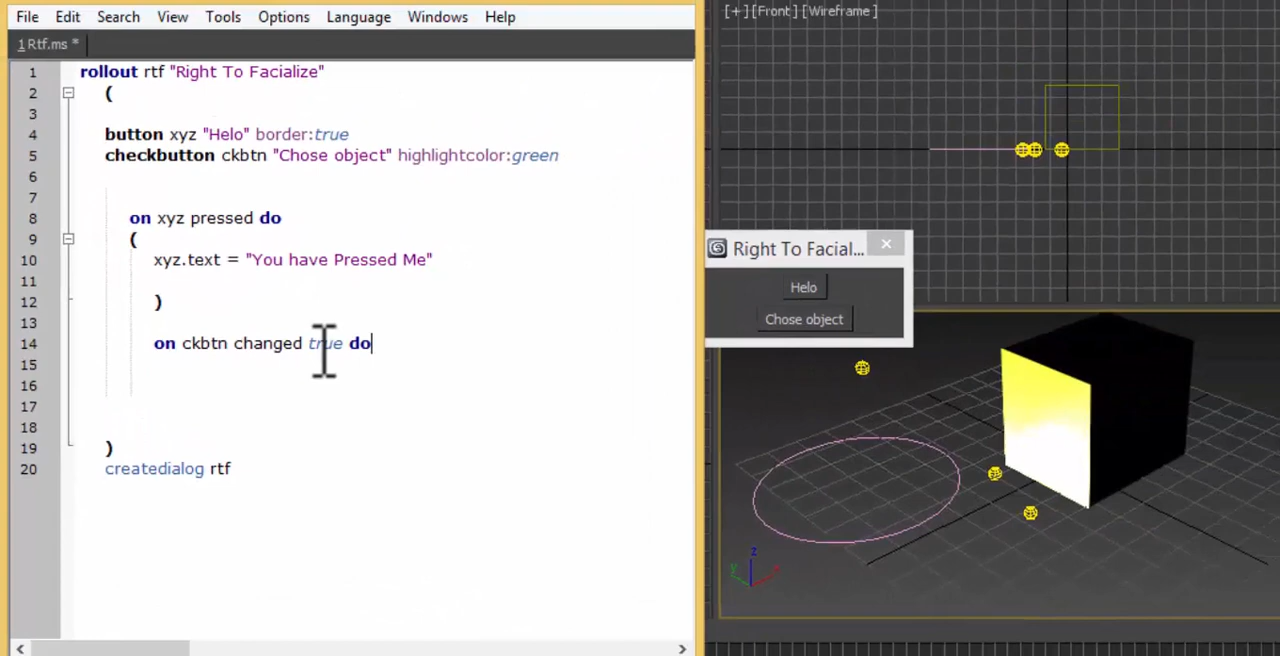 File Edit Search View Tools Options Language Windows Help
1 Rtf.ms *
1 rollout rtf "Right To Facialize"
2 (
3
4 button xyz "Helo" border:true
5 checkbutton ckbtn "Chose object" highlightcolor:green
6
7
8 on xyz pressed do
9 (
10 xyz.text = "You have Pressed Me"
11
12 )
13
14 on ckbtn changed true do
15
16
17
18
19 )
20 createdialog rtf
[+][Front][Wireframe]
Right To Facial...
Helo
Chose object
z
y